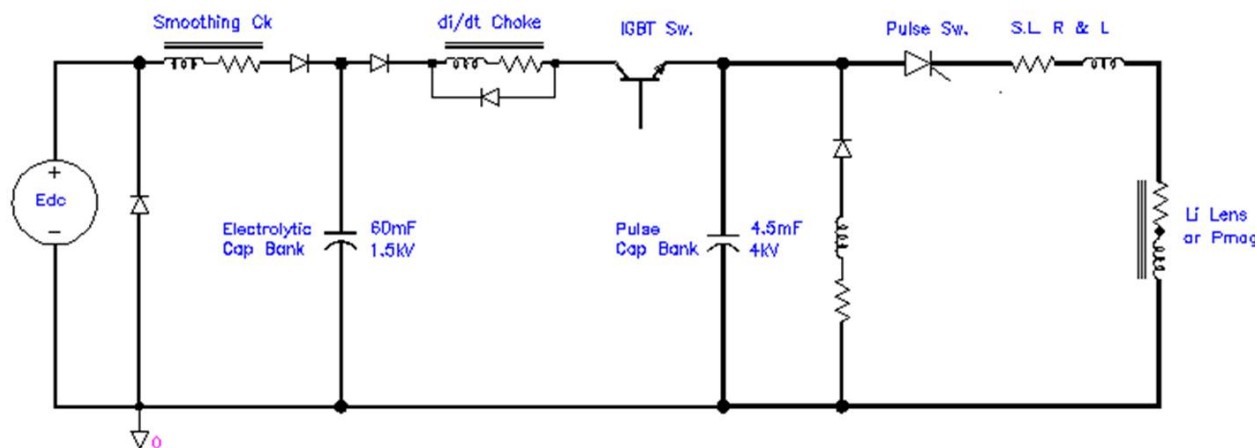 Smoothing Ck
di/dt Choke
IGBT Sw.
Pulse Sw.
S.L. R & L
+
Edc
−
Electrolytic
Cap Bank
60mF
1.5kV
Pulse
Cap Bank
4.5mF
4kV
Li Lens
or Pmag
0